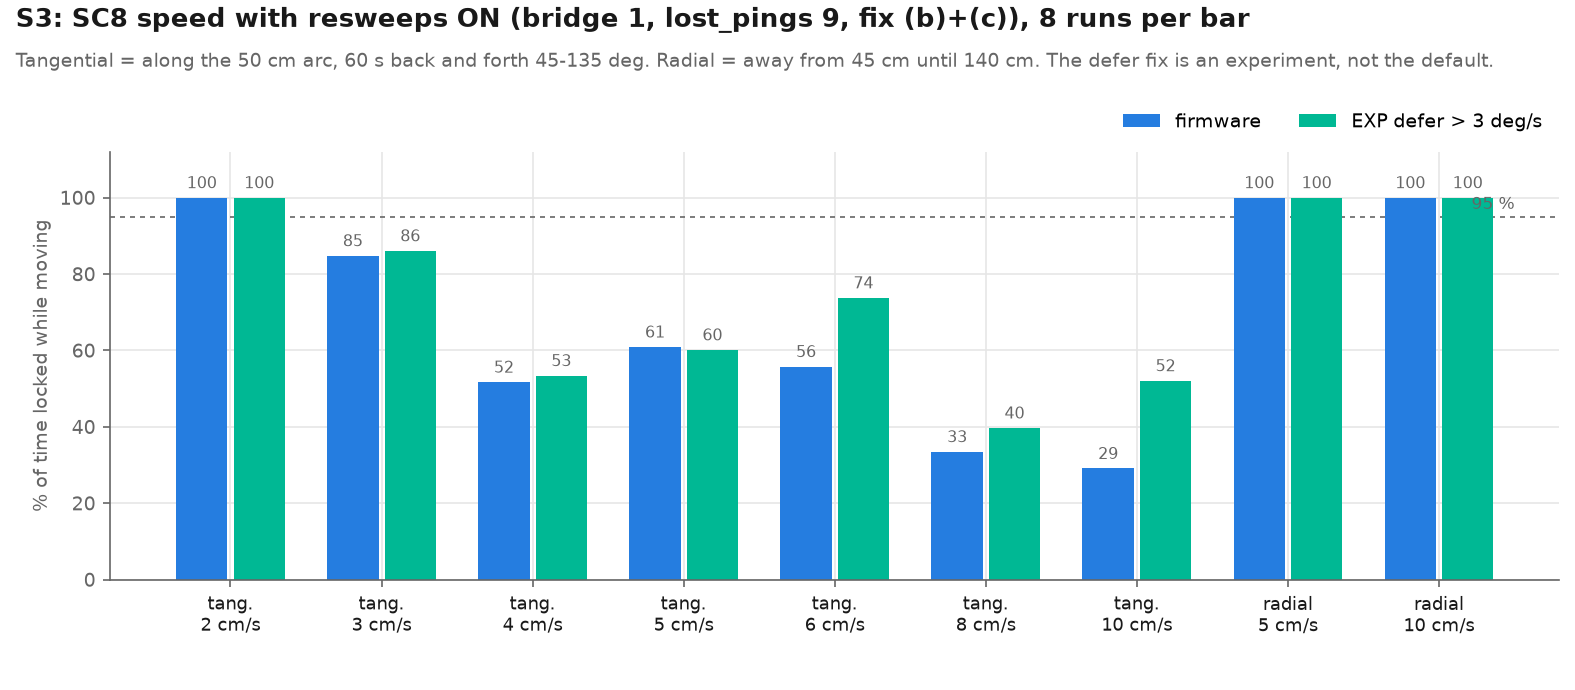 S3: SC8 speed with resweeps ON (bridge 1, lost_pings 9, fix (b)+(c)), 8 runs per bar
Tangential = along the 50 cm arc, 60 s back and forth 45-135 deg. Radial = away from 45 cm until 140 cm. The defer fix is an experiment, not the default.
firmware
EXP defer > 3 deg/s
% of time locked while moving
100
80
60
40
20
0
95 %
100 100
85 86
52 53
61 60
56 74
33 40
29 52
100 100
100 100
tang.
2 cm/s
tang.
3 cm/s
tang.
4 cm/s
tang.
5 cm/s
tang.
6 cm/s
tang.
8 cm/s
tang.
10 cm/s
radial
5 cm/s
radial
10 cm/s